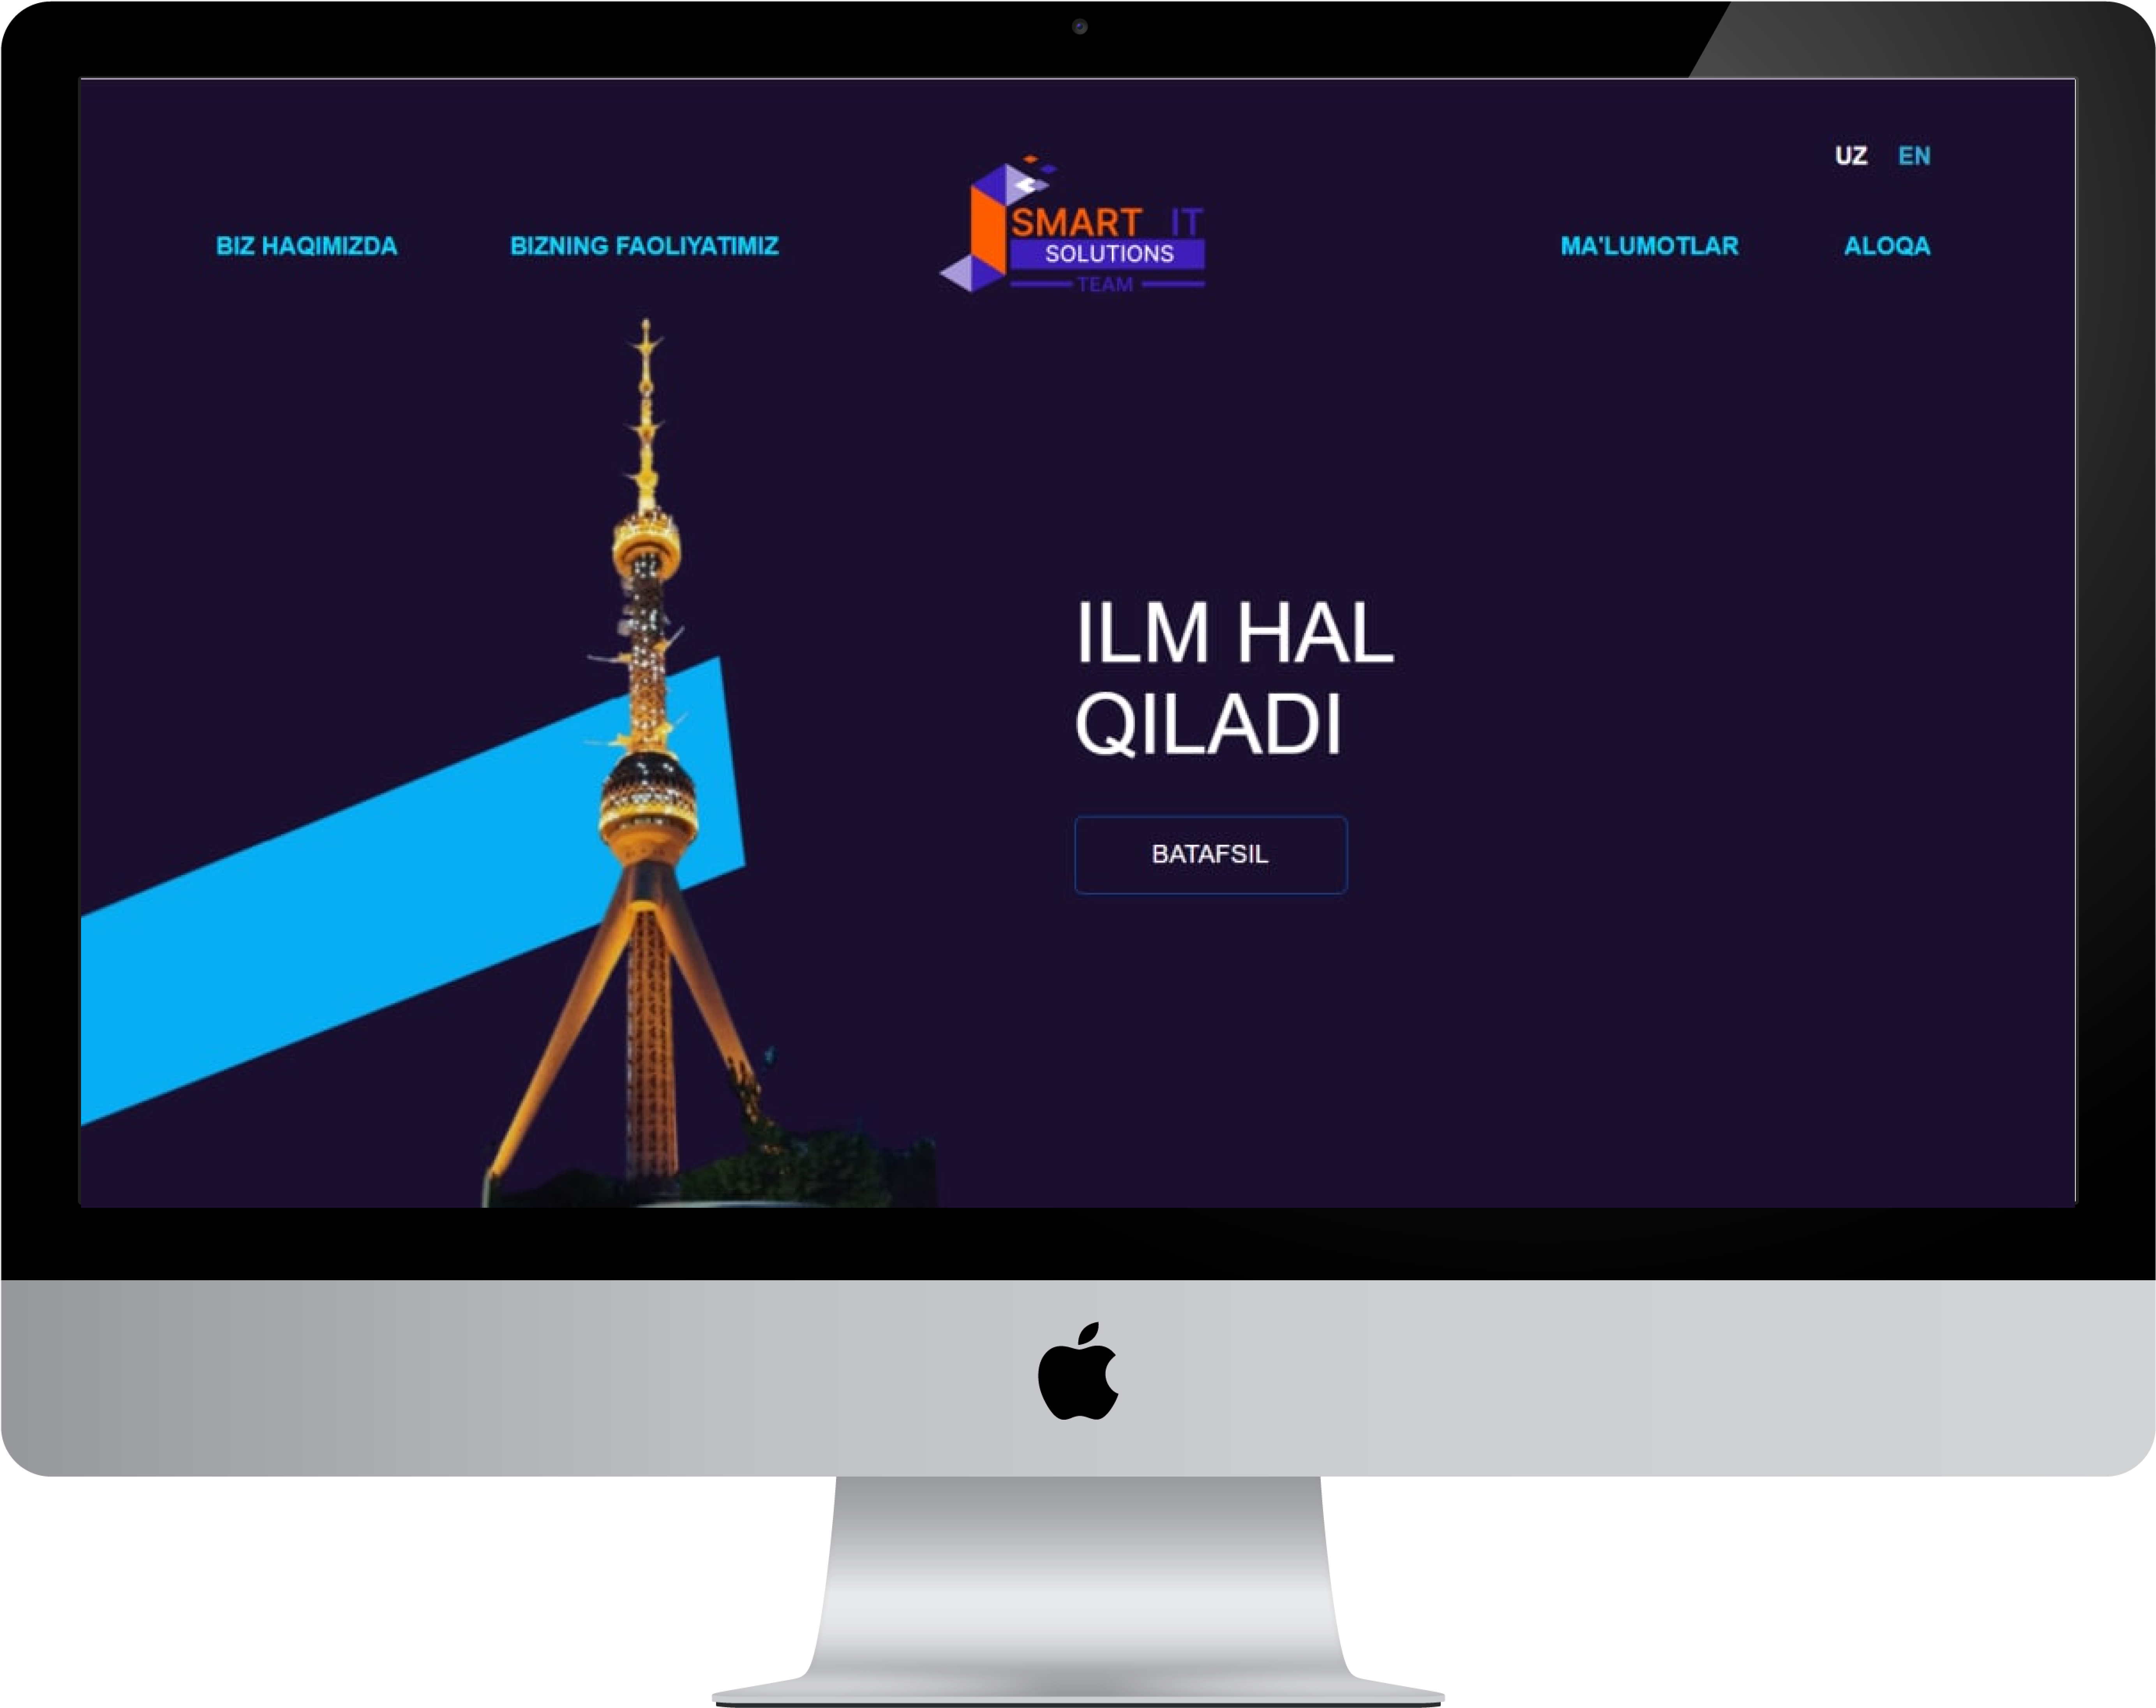 UZ EN
BIZ HAQIMIZDA BIZNING FAOLIYATIMIZ
SMART IT
SOLUTIONS
TEAM
MA'LUMOTLAR ALOQA
ILM HAL
QILADI
BATAFSIL